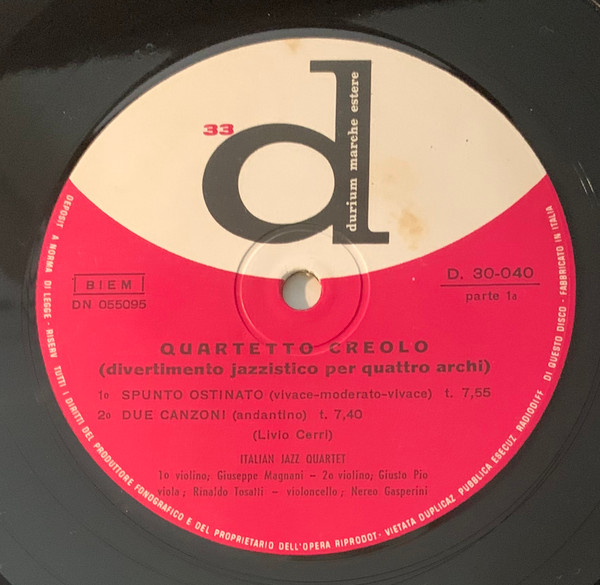 33
d
durium marche estere
BIEM
DN 055095
D. 30-040
parte 1a
QUARTETTO CREOLO
(divertimento jazzistico per quattro archi)
1o SPUNTO OSTINATO (vivace-moderato-vivace) t. 7,55
2o DUE CANZONI (andantino) t. 7,40
(Livio Cerri)
ITALIAN JAZZ QUARTET
1o violino; Giuseppe Magnani - 2o violino; Giusto Pio
viola; Rinaldo Tosatti - violoncello; Nereo Gasperini
DEPOSIT A NORMA DI LEGGE - RISERV TUTTI I DIRITTI DEL PRODUTTORE FONOGRAFICO E DEL PROPRIETARIO DELL'OPERA RIPRODOT. - VIETATA DUPLICAZ PUBBLICA ESECUZ. RADIODIFF. DI QUESTO DISCO - FABBRICATO IN ITALIA